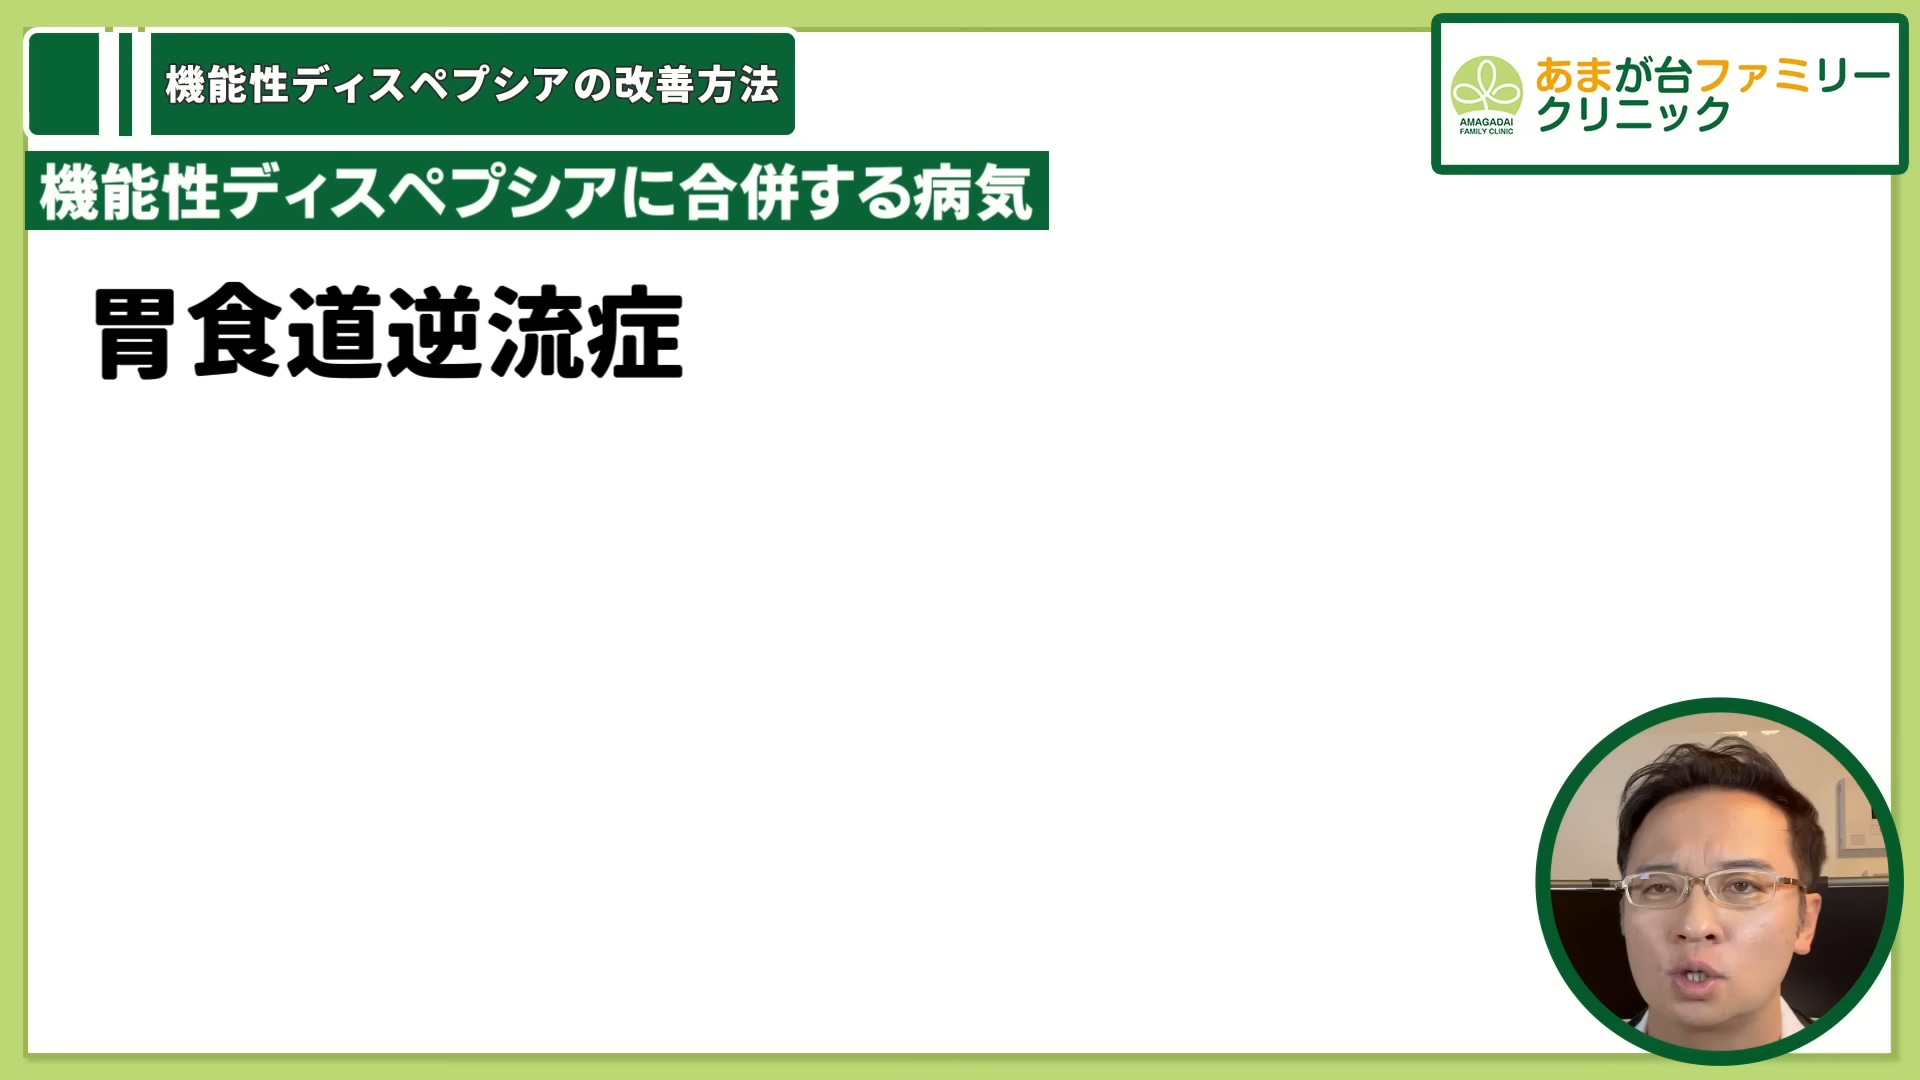 機能性ディスペプシアの改善方法
あまが台ファミリー
クリニック
AMAGADAI
FAMILY CLINIC
機能性ディスペプシアに合併する病気
胃食道逆流症